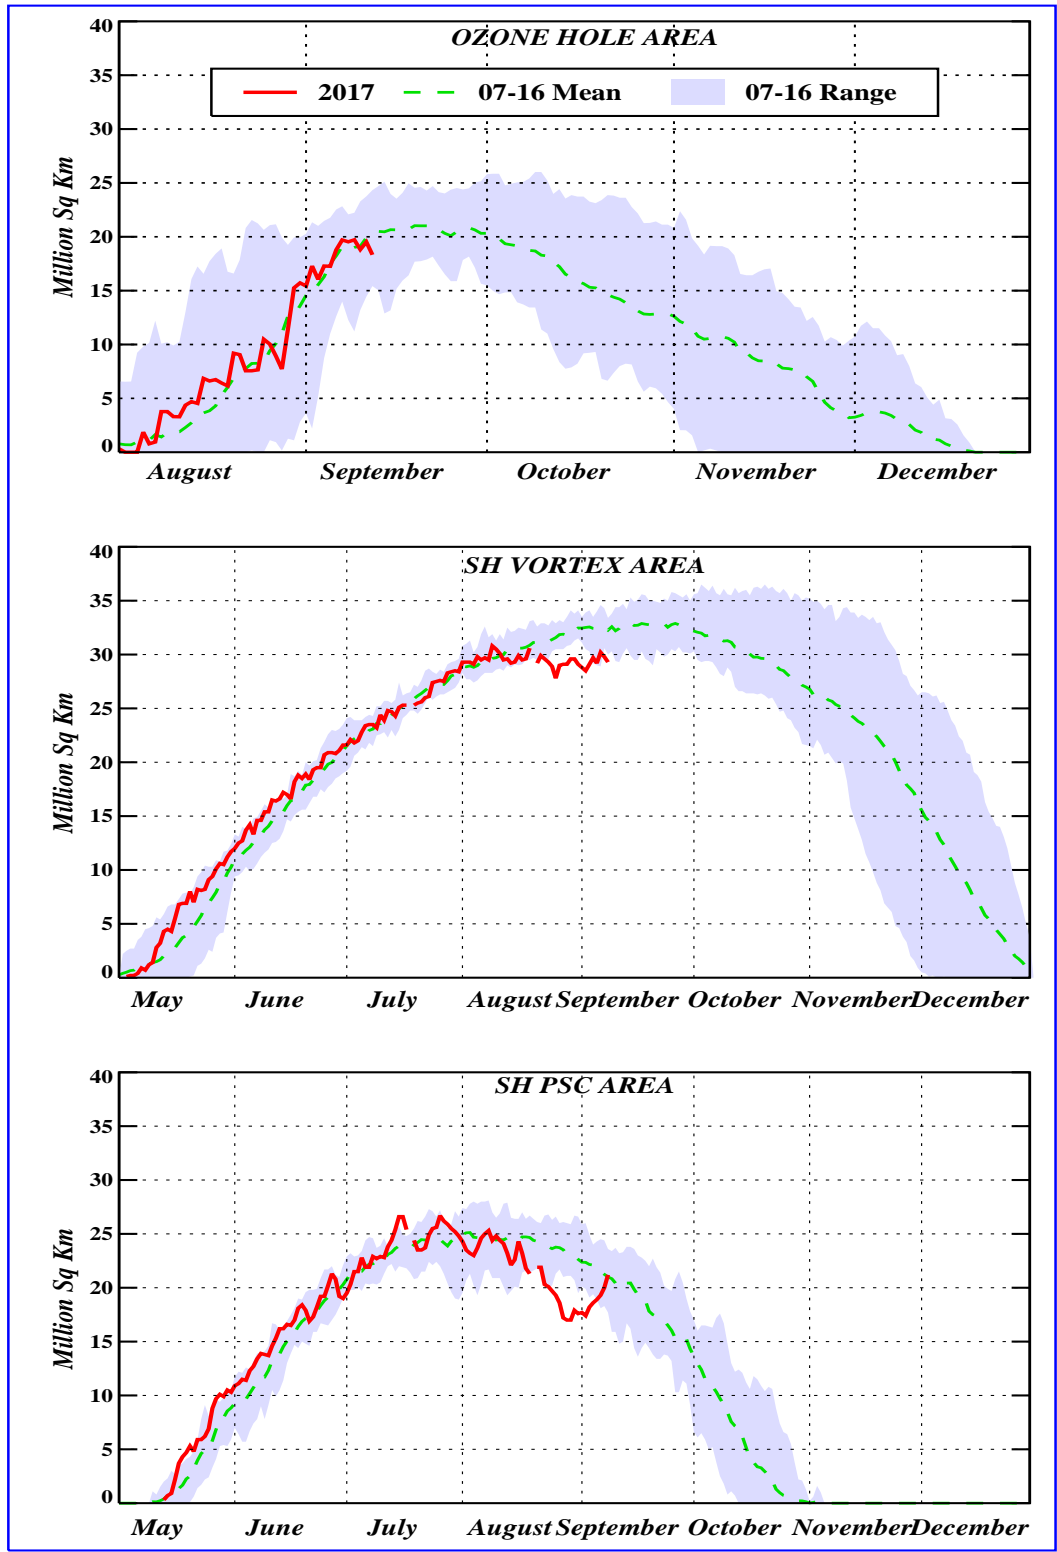 OZONE HOLE AREA
2017 07-16 Mean 07-16 Range
40
35
30
25
20
15
10
5
0
Million Sq Km
August September October November December
SH VORTEX AREA
40
35
30
25
20
15
10
5
0
Million Sq Km
May June July August September October November December
SH PSC AREA
40
35
30
25
20
15
10
5
0
Million Sq Km
May June July August September October November December